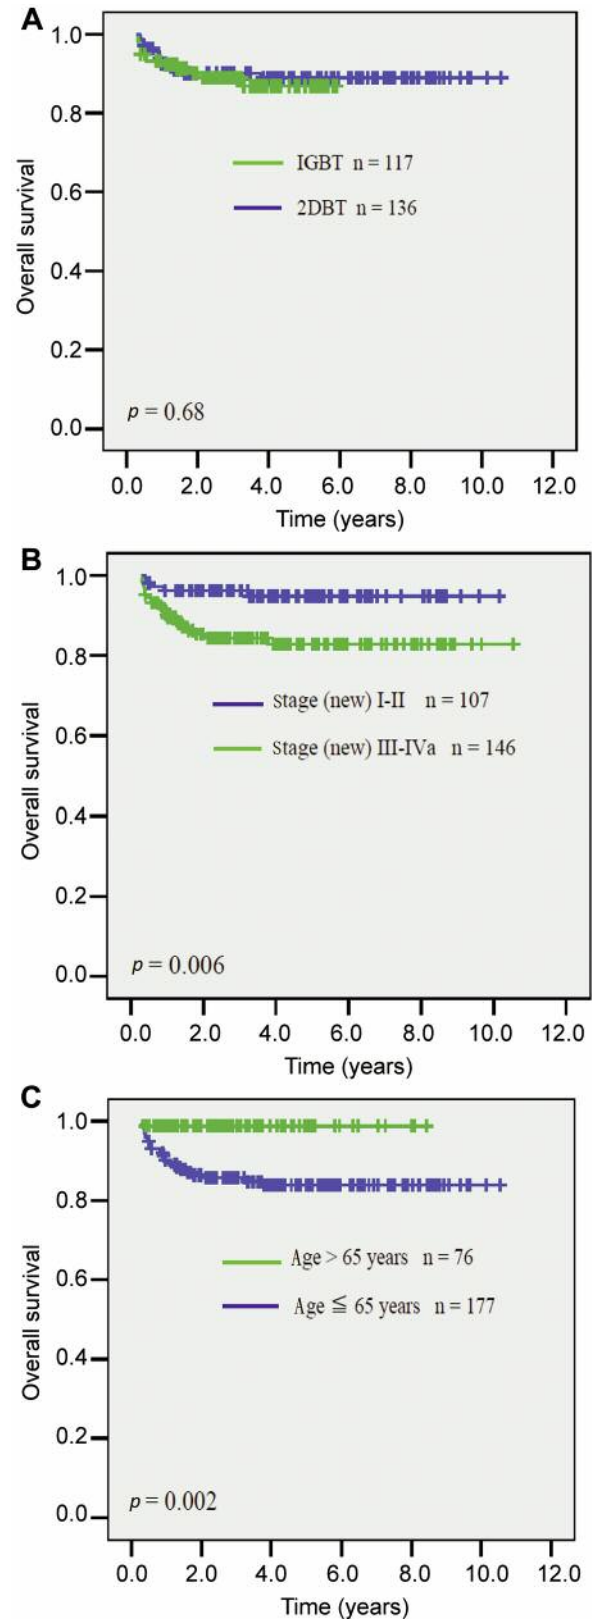 A
1.0
0.8
0.6
0.4
0.2
0.0
Overall survival
IGBT n = 117
2DBT n = 136
p = 0.68
0.0 2.0 4.0 6.0 8.0 10.0 12.0
Time (years)
B
1.0
0.8
0.6
0.4
0.2
0.0
Overall survival
Stage (new) I-II n = 107
Stage (new) III-IVa n = 146
p = 0.006
0.0 2.0 4.0 6.0 8.0 10.0 12.0
Time (years)
C
1.0
0.8
0.6
0.4
0.2
0.0
Overall survival
Age > 65 years n = 76
Age ≦ 65 years n = 177
p = 0.002
0.0 2.0 4.0 6.0 8.0 10.0 12.0
Time (years)